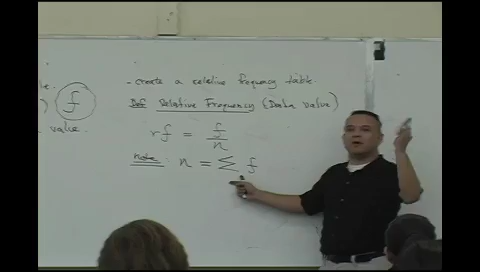 f
value.
- create a relative frequency table.
Def Relative Frequency (Data value)
rf = f/n
Note : n = Σ f